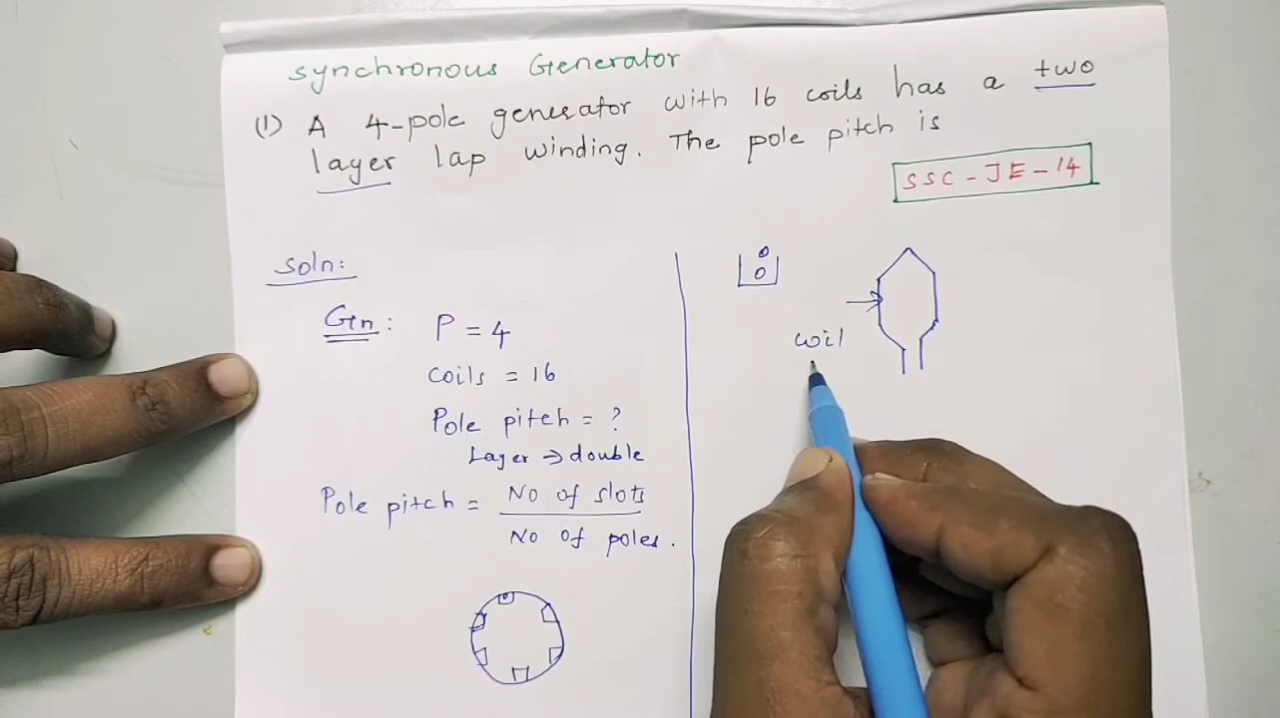 Synchronous Generator
(1) A 4-pole generator with 16 coils has a two
layer lap winding. The pole pitch is
SSC-JE-14
Soln:
Gn: P = 4
coils = 16
Pole pitch = ?
Layer → double
Pole pitch = No of slots
No of poles.
coil